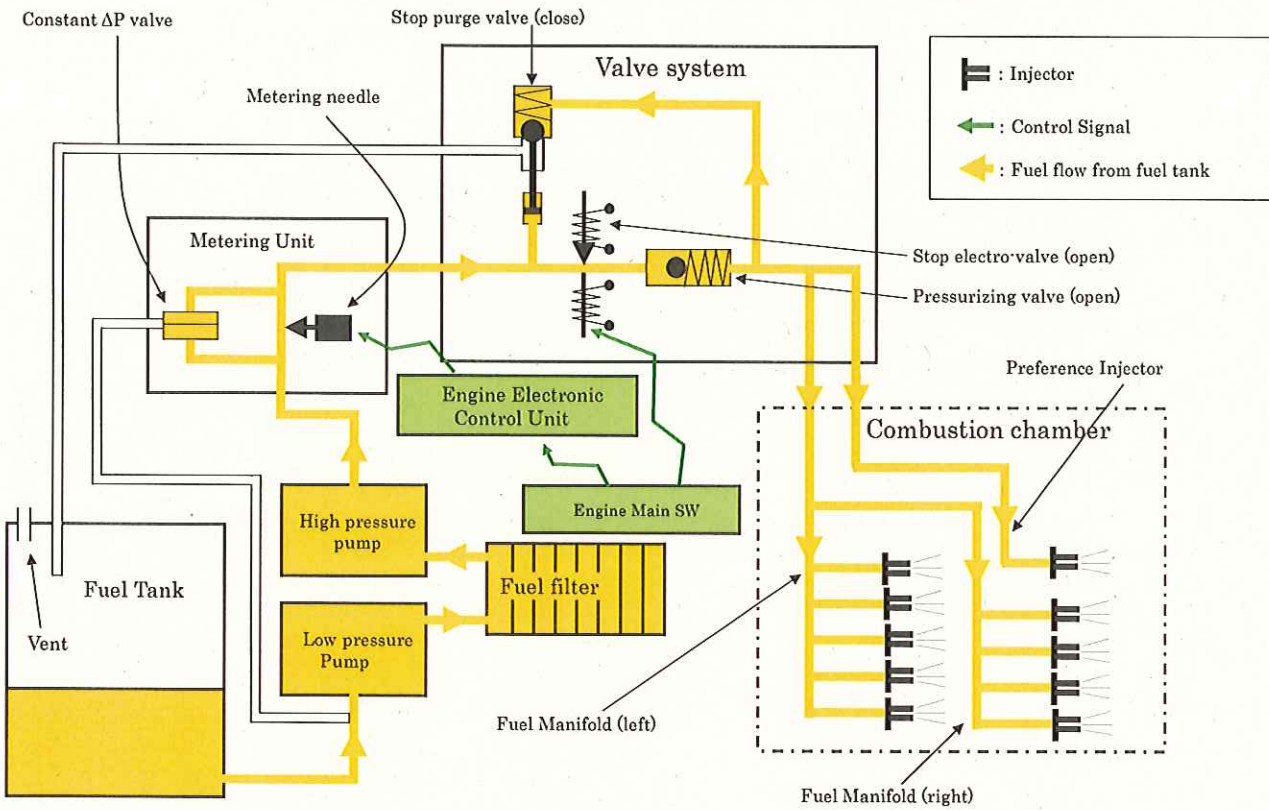 Constant ΔP valve
Stop purge valve (close)
Valve system
: Injector
Metering needle
: Control Signal
: Fuel flow from fuel tank
Metering Unit
Stop electro-valve (open)
Pressurizing valve (open)
Preference Injector
Engine Electronic
Control Unit
Combustion chamber
High pressure
pump
Engine Main SW
Fuel Tank
Fuel filter
Vent
Low pressure
Pump
Fuel Manifold (left)
Fuel Manifold (right)